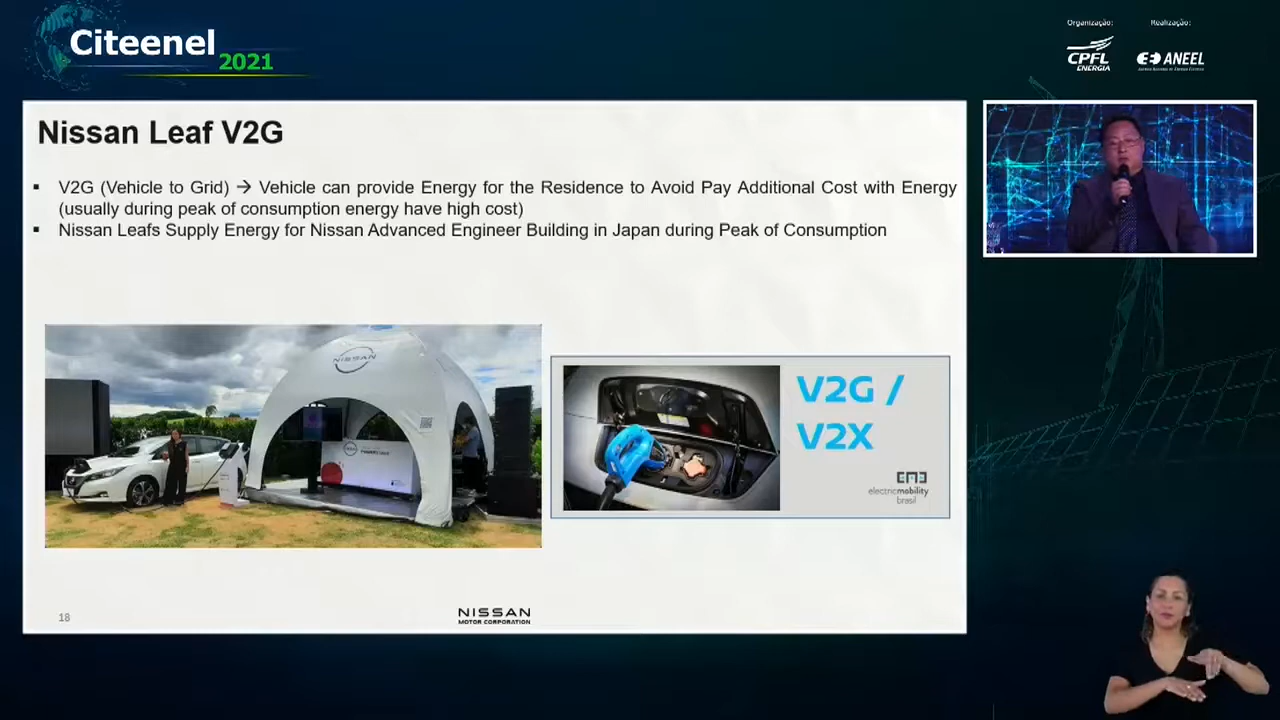 Citeenel
2021
Organização:
Realização:
CPFL
ENERGIA
ANEEL
Nissan Leaf V2G
▪ V2G (Vehicle to Grid) → Vehicle can provide Energy for the Residence to Avoid Pay Additional Cost with Energy
(usually during peak of consumption energy have high cost)
▪ Nissan Leafs Supply Energy for Nissan Advanced Engineer Building in Japan during Peak of Consumption
NISSAN
V2G /
V2X
electricmobility
brasil
18
NISSAN
MOTOR CORPORATION